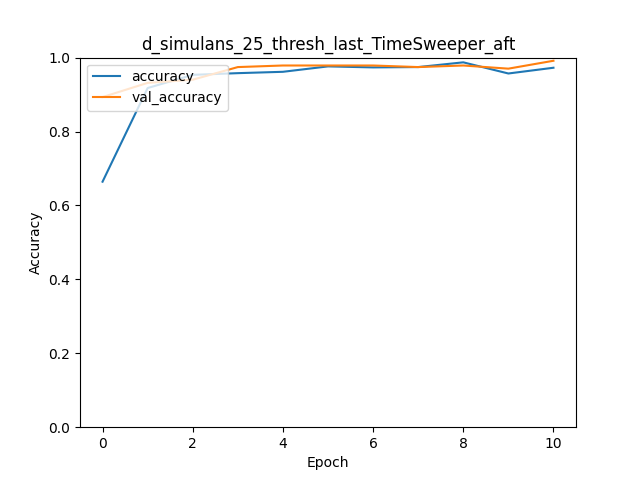 d_simulans_25_thresh_last_TimeSweeper_aft
1.0
0.8
0.6
0.4
0.2
0.0
Accuracy
accuracy
val_accuracy
0 2 4 6 8 10
Epoch